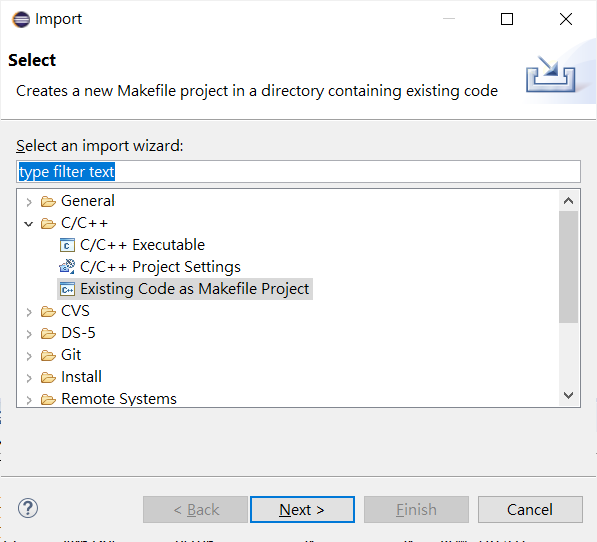 Import
Select
Creates a new Makefile project in a directory containing existing code
Select an import wizard:
type filter text
General
C/C++
C/C++ Executable
C/C++ Project Settings
Existing Code as Makefile Project
CVS
DS-5
Git
Install
Remote Systems
< Back
Next >
Finish
Cancel